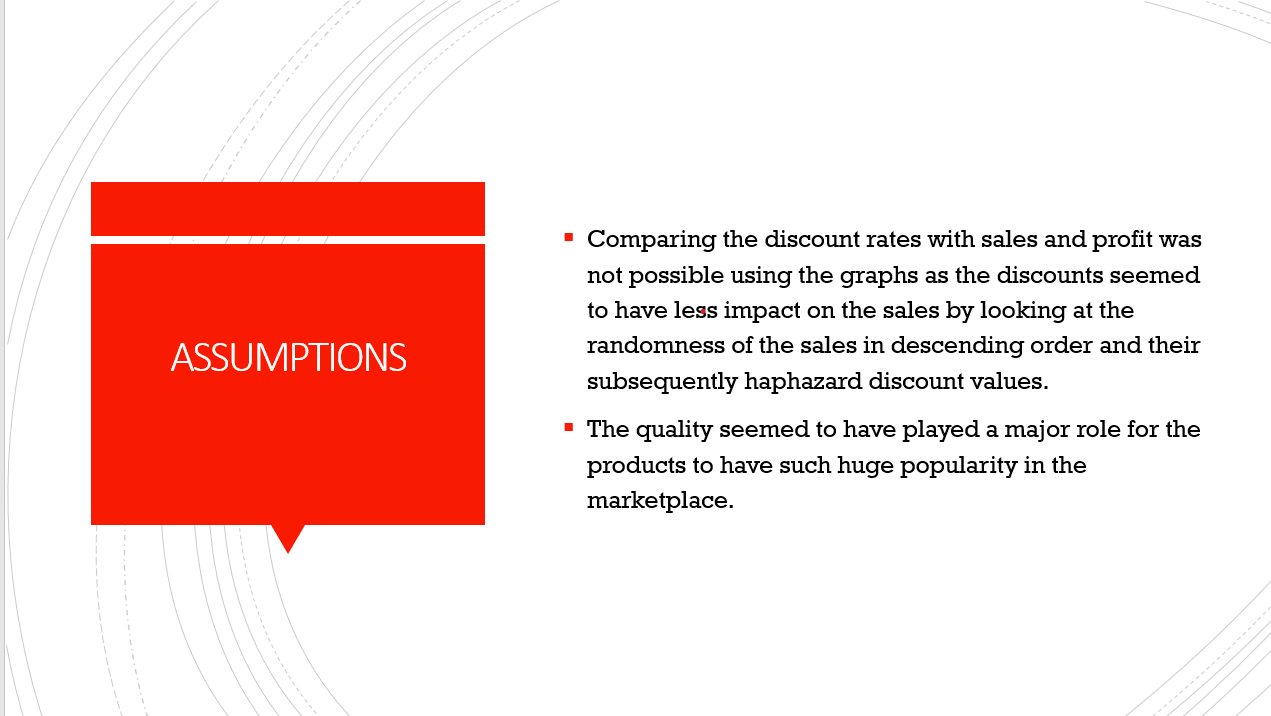 ASSUMPTIONS
Comparing the discount rates with sales and profit was
not possible using the graphs as the discounts seemed
to have less impact on the sales by looking at the
randomness of the sales in descending order and their
subsequently haphazard discount values.
The quality seemed to have played a major role for the
products to have such huge popularity in the
marketplace.